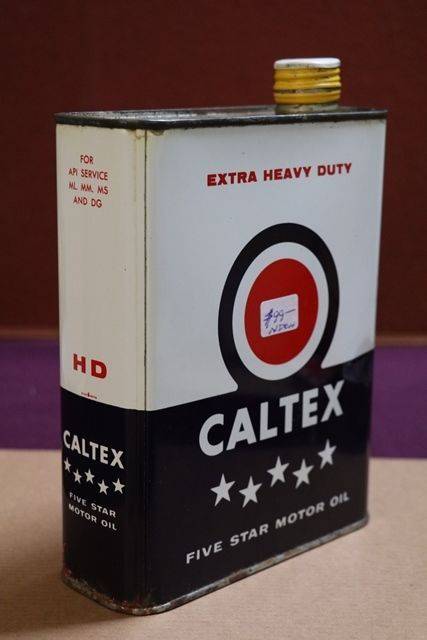 FOR
API SERVICE
ML. MM. MS
AND DG
HD
CALTEX
FIVE STAR
MOTOR OIL
EXTRA HEAVY DUTY
$99—
CALTEX
FIVE STAR MOTOR OIL